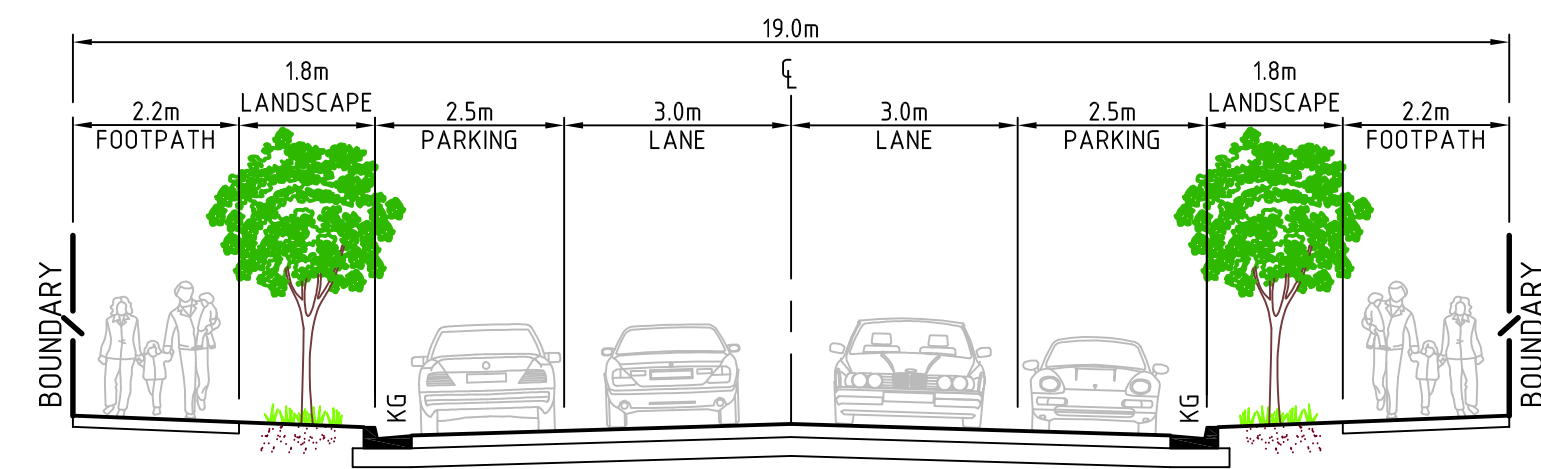 19.0m
℄
1.8m
LANDSCAPE
2.2m
FOOTPATH
2.5m
PARKING
3.0m
LANE
3.0m
LANE
2.5m
PARKING
1.8m
LANDSCAPE
2.2m
FOOTPATH
BOUNDARY
KG
KG
BOUNDARY